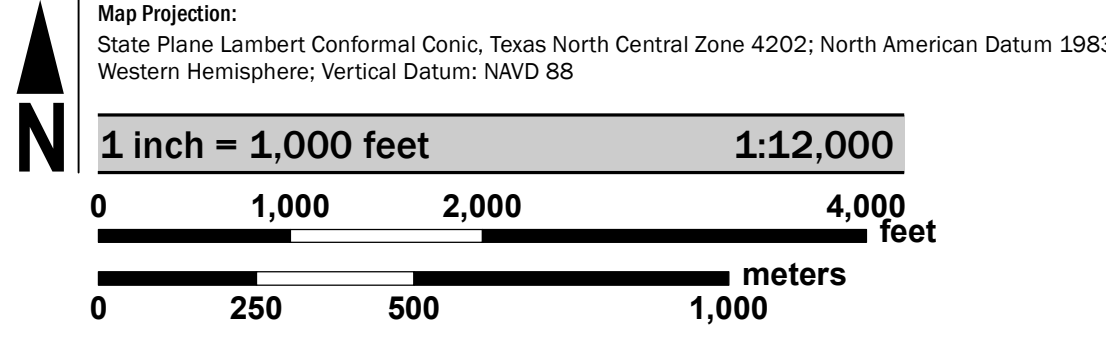 Map Projection:
State Plane Lambert Conformal Conic, Texas North Central Zone 4202; North American Datum 1983
Western Hemisphere; Vertical Datum: NAVD 88
N
1 inch = 1,000 feet 1:12,000
0 1,000 2,000 4,000
feet
meters
0 250 500 1,000